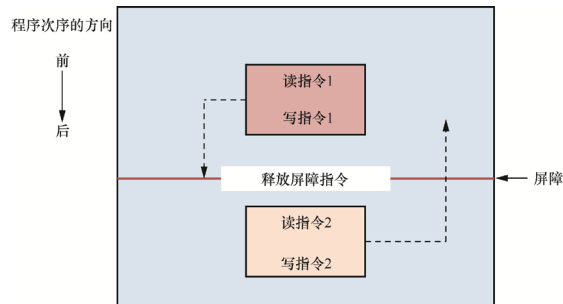 程序次序的方向
前
后
读指令1
写指令1
释放屏障指令
屏障
读指令2
写指令2